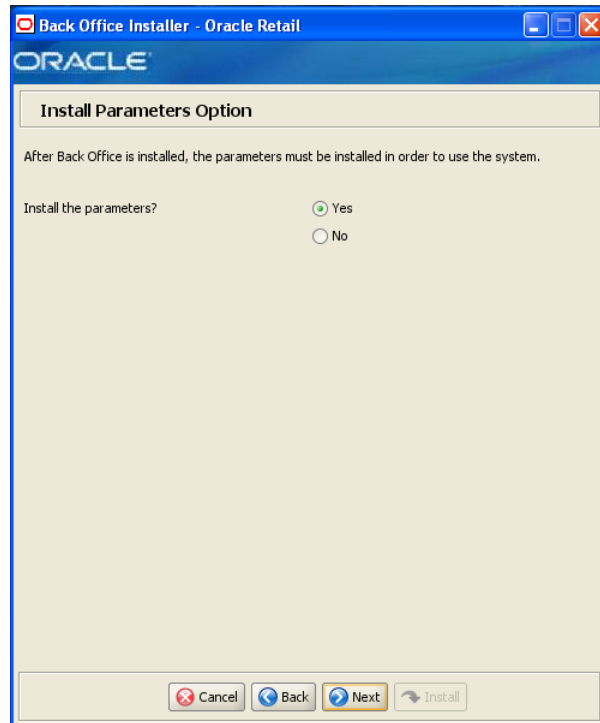 Back Office Installer - Oracle Retail
ORACLE
Install Parameters Option
After Back Office is installed, the parameters must be installed in order to use the system.
Install the parameters? Yes
No
Cancel Back Next Install